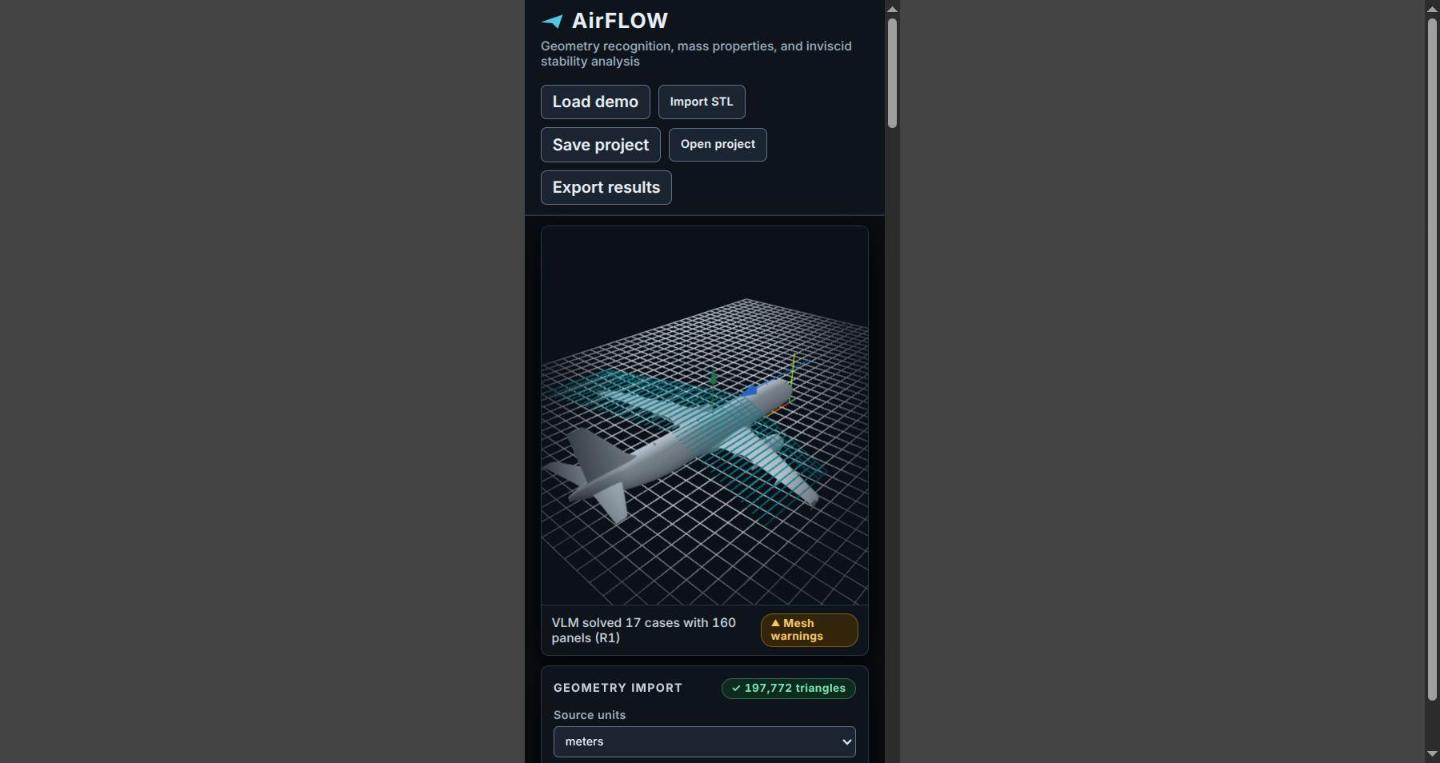 AirFLOW
Geometry recognition, mass properties, and inviscid
stability analysis
Load demo
Import STL
Save project
Open project
Export results
VLM solved 17 cases with 160
panels (R1)
▲ Mesh
warnings
GEOMETRY IMPORT
✓ 197,772 triangles
Source units
meters